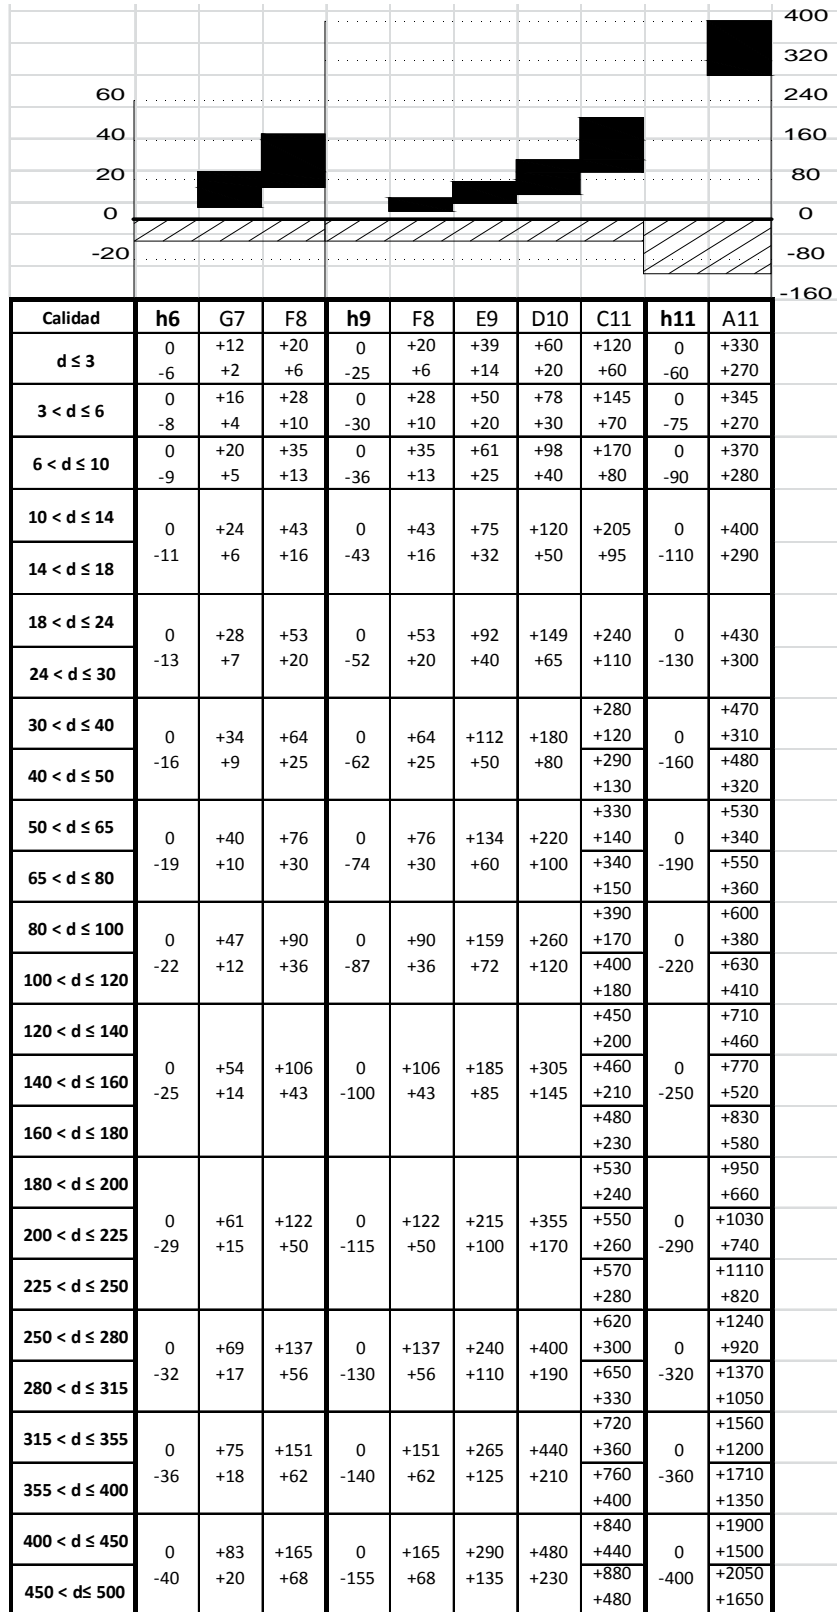 400
320
60 240
40 160
20 80
0 0
-20 -80
-160
Calidad h6 G7 F8 h9 F8 E9 D10 C11 h11 A11
d ≤ 3 0 +12 +20 0 +20 +39 +60 +120 0 +330
-6 +2 +6 -25 +6 +14 +20 +60 -60 +270
3 < d ≤ 6 0 +16 +28 0 +28 +50 +78 +145 0 +345
-8 +4 +10 -30 +10 +20 +30 +70 -75 +270
6 < d ≤ 10 0 +20 +35 0 +35 +61 +98 +170 0 +370
-9 +5 +13 -36 +13 +25 +40 +80 -90 +280
10 < d ≤ 14
0 +24 +43 0 +43 +75 +120 +205 0 +400
-11 +6 +16 -43 +16 +32 +50 +95 -110 +290
14 < d ≤ 18
18 < d ≤ 24
0 +28 +53 0 +53 +92 +149 +240 0 +430
-13 +7 +20 -52 +20 +40 +65 +110 -130 +300
24 < d ≤ 30
+280 +470
30 < d ≤ 40 0 +34 +64 0 +64 +112 +180 +120 0 +310
-16 +9 +25 -62 +25 +50 +80 +290 -160 +480
40 < d ≤ 50 +130 +320
+330 +530
50 < d ≤ 65 0 +40 +76 0 +76 +134 +220 +140 0 +340
-19 +10 +30 -74 +30 +60 +100 +340 -190 +550
65 < d ≤ 80 +150 +360
+390 +600
80 < d ≤ 100 0 +47 +90 0 +90 +159 +260 +170 0 +380
-22 +12 +36 -87 +36 +72 +120 +400 -220 +630
100 < d ≤ 120 +180 +410
+450 +710
120 < d ≤ 140 +200 +460
140 < d ≤ 160 0 +54 +106 0 +106 +185 +305 +460 0 +770
-25 +14 +43 -100 +43 +85 +145 +210 -250 +520
160 < d ≤ 180 +480 +830
+230 +580
180 < d ≤ 200 +530 +950
+240 +660
200 < d ≤ 225 0 +61 +122 0 +122 +215 +355 +550 0 +1030
-29 +15 +50 -115 +50 +100 +170 +260 -290 +740
225 < d ≤ 250 +570 +1110
+280 +820
+620 +1240
250 < d ≤ 280 0 +69 +137 0 +137 +240 +400 +300 0 +920
-32 +17 +56 -130 +56 +110 +190 +650 -320 +1370
280 < d ≤ 315 +330 +1050
+720 +1560
315 < d ≤ 355 0 +75 +151 0 +151 +265 +440 +360 0 +1200
-36 +18 +62 -140 +62 +125 +210 +760 -360 +1710
355 < d ≤ 400 +400 +1350
+840 +1900
400 < d ≤ 450 0 +83 +165 0 +165 +290 +480 +440 0 +1500
-40 +20 +68 -155 +68 +135 +230 +880 -400 +2050
450 < d≤ 500 +480 +1650